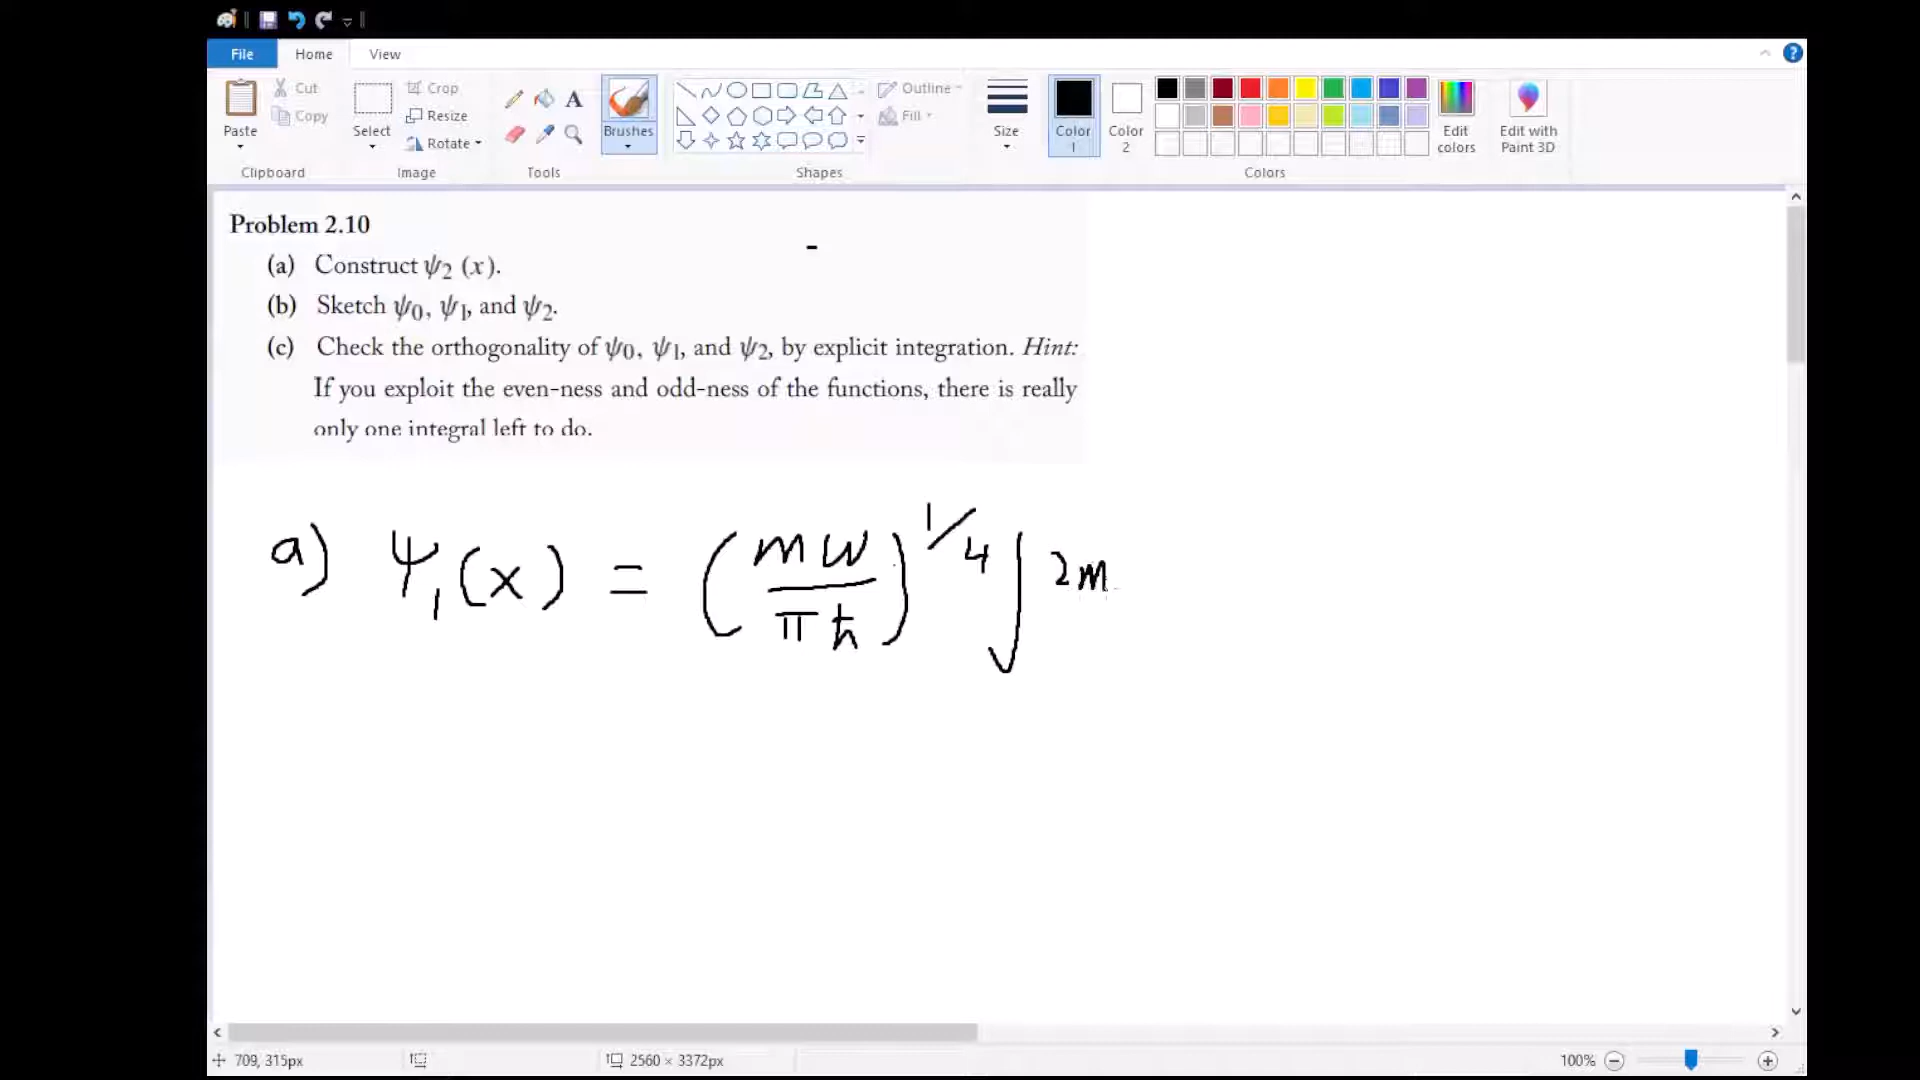 File Home View
Paste
Cut
Copy
Clipboard
Select
Crop
Resize
Rotate
Image
A
Tools
Brushes
Shapes
Outline
Fill
Size
Color 1
Color 2
Colors
Edit colors
Edit with Paint 3D
Problem 2.10
(a) Construct ψ₂ (x).
(b) Sketch ψ₀, ψ₁, and ψ₂.
(c) Check the orthogonality of ψ₀, ψ₁, and ψ₂, by explicit integration. Hint:
If you exploit the even-ness and odd-ness of the functions, there is really
only one integral left to do.
a) ψ₁(x) = (mw/πħ)^1/4 √2m
709, 315px 2560 × 3372px 100%